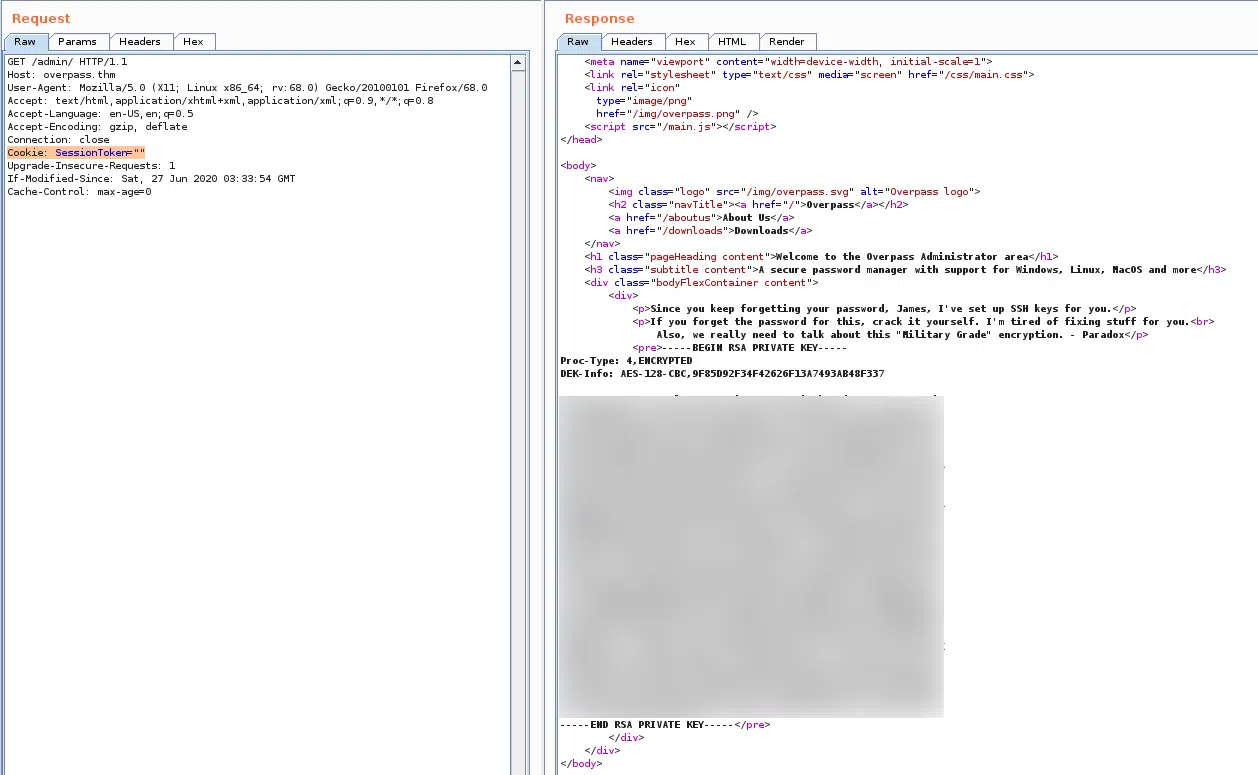 Request
Raw Params Headers Hex
GET /admin/ HTTP/1.1
Host: overpass.thm
User-Agent: Mozilla/5.0 (X11; Linux x86_64; rv:68.0) Gecko/20100101 Firefox/68.0
Accept: text/html,application/xhtml+xml,application/xml;q=0.9,*/*;q=0.8
Accept-Language: en-US,en;q=0.5
Accept-Encoding: gzip, deflate
Connection: close
Cookie: SessionToken=""
Upgrade-Insecure-Requests: 1
If-Modified-Since: Sat, 27 Jun 2020 03:33:54 GMT
Cache-Control: max-age=0
Response
Raw Headers Hex HTML Render
<meta name="viewport" content="width=device-width, initial-scale=1">
<link rel="stylesheet" type="text/css" media="screen" href="/css/main.css">
<link rel="icon"
type="image/png"
href="/img/overpass.png" />
<script src="/main.js"></script>
</head>
<body>
<nav>
<img class="logo" src="/img/overpass.svg" alt="Overpass logo">
<h2 class="navTitle"><a href="/">Overpass</a></h2>
<a href="/aboutus">About Us</a>
<a href="/downloads">Downloads</a>
</nav>
<h1 class="pageHeading content">Welcome to the Overpass Administrator area</h1>
<h3 class="subtitle content">A secure password manager with support for Windows, Linux, MacOS and more</h3>
<div class="bodyFlexContainer content">
<div>
<p>Since you keep forgetting your password, James, I've set up SSH keys for you.</p>
<p>If you forget the password for this, crack it yourself. I'm tired of fixing stuff for you.<br>
Also, we really need to talk about this "Military Grade" encryption. - Paradox</p>
<pre>-----BEGIN RSA PRIVATE KEY-----
Proc-Type: 4,ENCRYPTED
DEK-Info: AES-128-CBC,9F85D92F34F42626F13A7493AB48F337
-----END RSA PRIVATE KEY-----</pre>
</div>
</div>
</body>